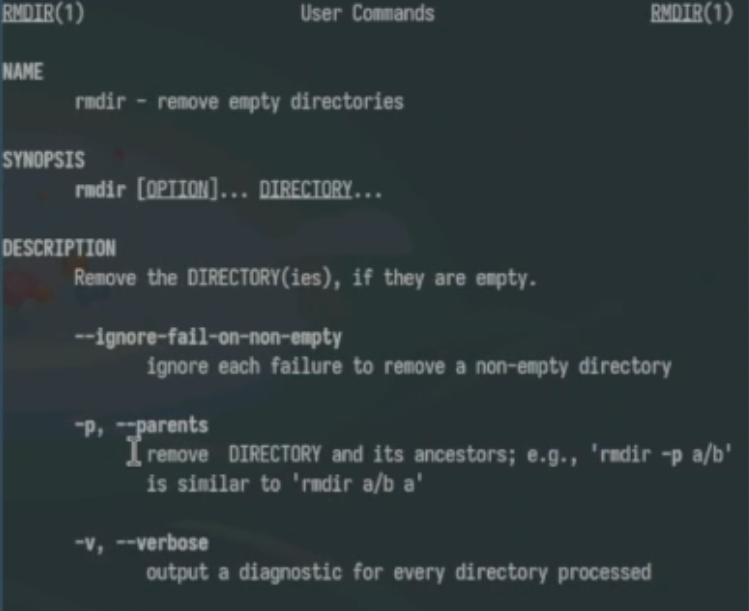 RMDIR(1) User Commands RMDIR(1)
NAME
rmdir - remove empty directories
SYNOPSIS
rmdir [OPTION]... DIRECTORY...
DESCRIPTION
Remove the DIRECTORY(ies), if they are empty.
--ignore-fail-on-non-empty
ignore each failure to remove a non-empty directory
-p, --parents
remove DIRECTORY and its ancestors; e.g., 'rmdir -p a/b'
is similar to 'rmdir a/b a'
-v, --verbose
output a diagnostic for every directory processed